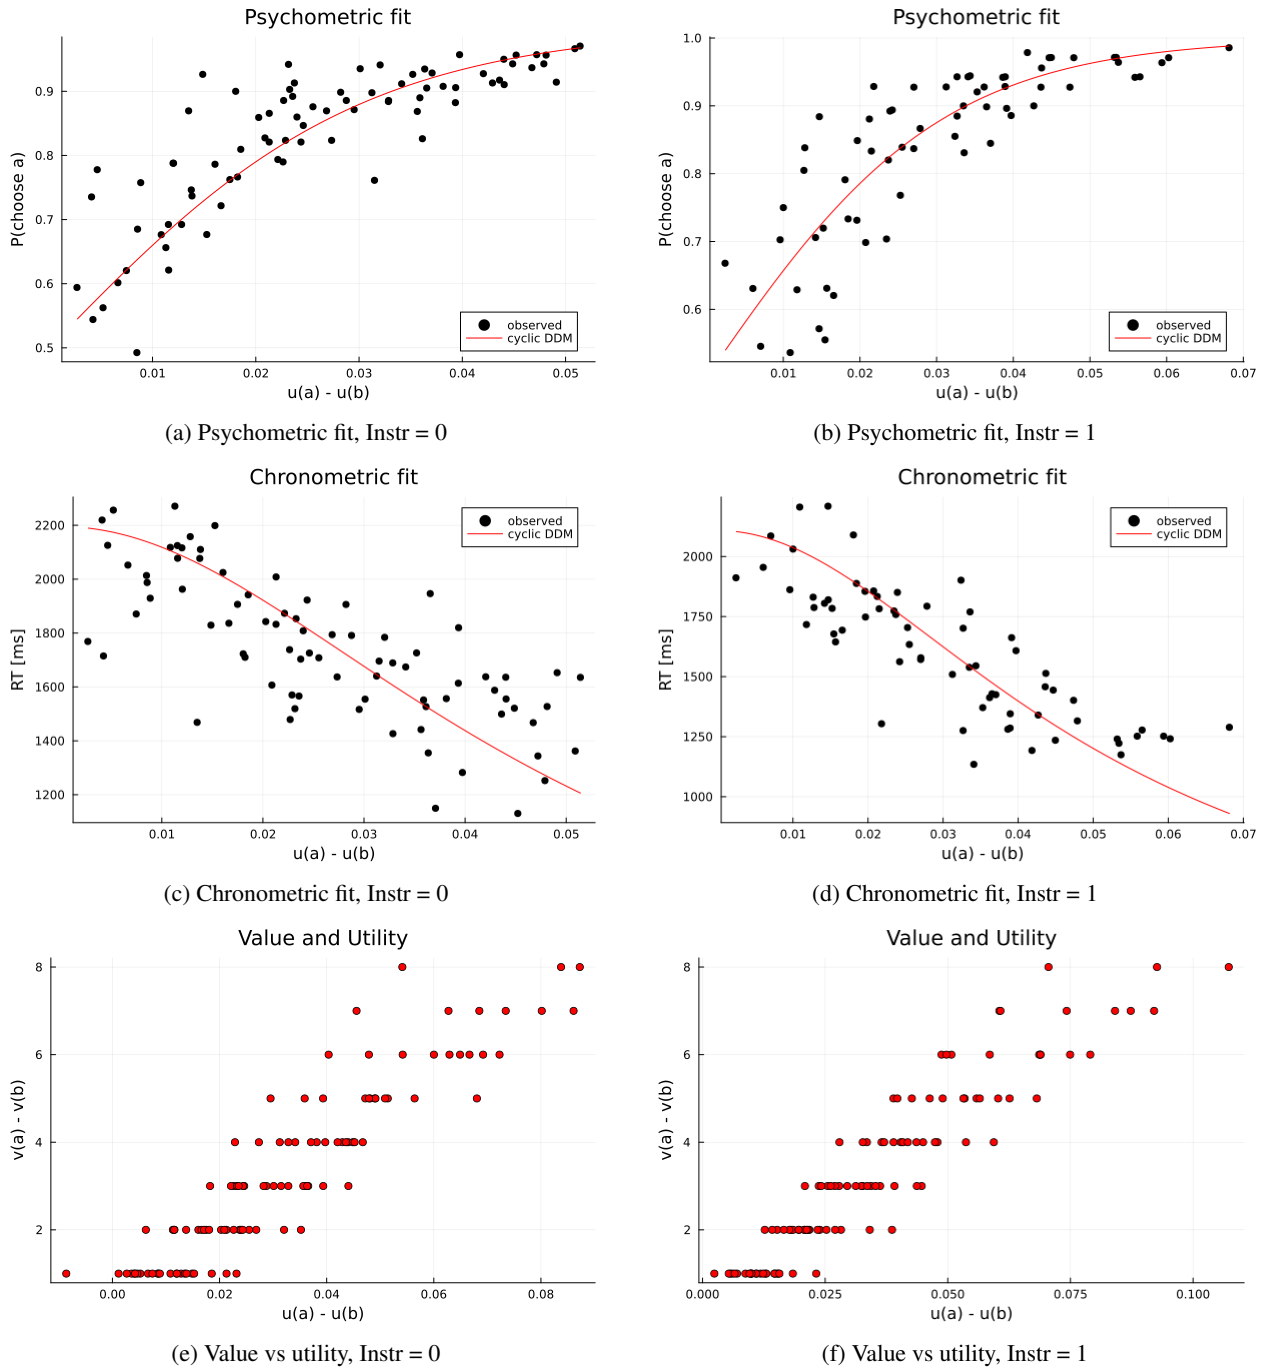 Psychometric fit
P(choose a)
0.9
0.8
0.7
0.6
0.5
0.01 0.02 0.03 0.04 0.05
u(a) - u(b)
observed
cyclic DDM
(a) Psychometric fit, Instr = 0
Psychometric fit
P(choose a)
1.0
0.9
0.8
0.7
0.6
0.01 0.02 0.03 0.04 0.05 0.06 0.07
u(a) - u(b)
observed
cyclic DDM
(b) Psychometric fit, Instr = 1
Chronometric fit
RT [ms]
2200
2000
1800
1600
1400
1200
0.01 0.02 0.03 0.04 0.05
u(a) - u(b)
observed
cyclic DDM
(c) Chronometric fit, Instr = 0
Chronometric fit
RT [ms]
2000
1750
1500
1250
1000
0.01 0.02 0.03 0.04 0.05 0.06 0.07
u(a) - u(b)
observed
cyclic DDM
(d) Chronometric fit, Instr = 1
Value and Utility
v(a) - v(b)
8
6
4
2
0.00 0.02 0.04 0.06 0.08
u(a) - u(b)
(e) Value vs utility, Instr = 0
Value and Utility
v(a) - v(b)
8
6
4
2
0.000 0.025 0.050 0.075 0.100
u(a) - u(b)
(f) Value vs utility, Instr = 1